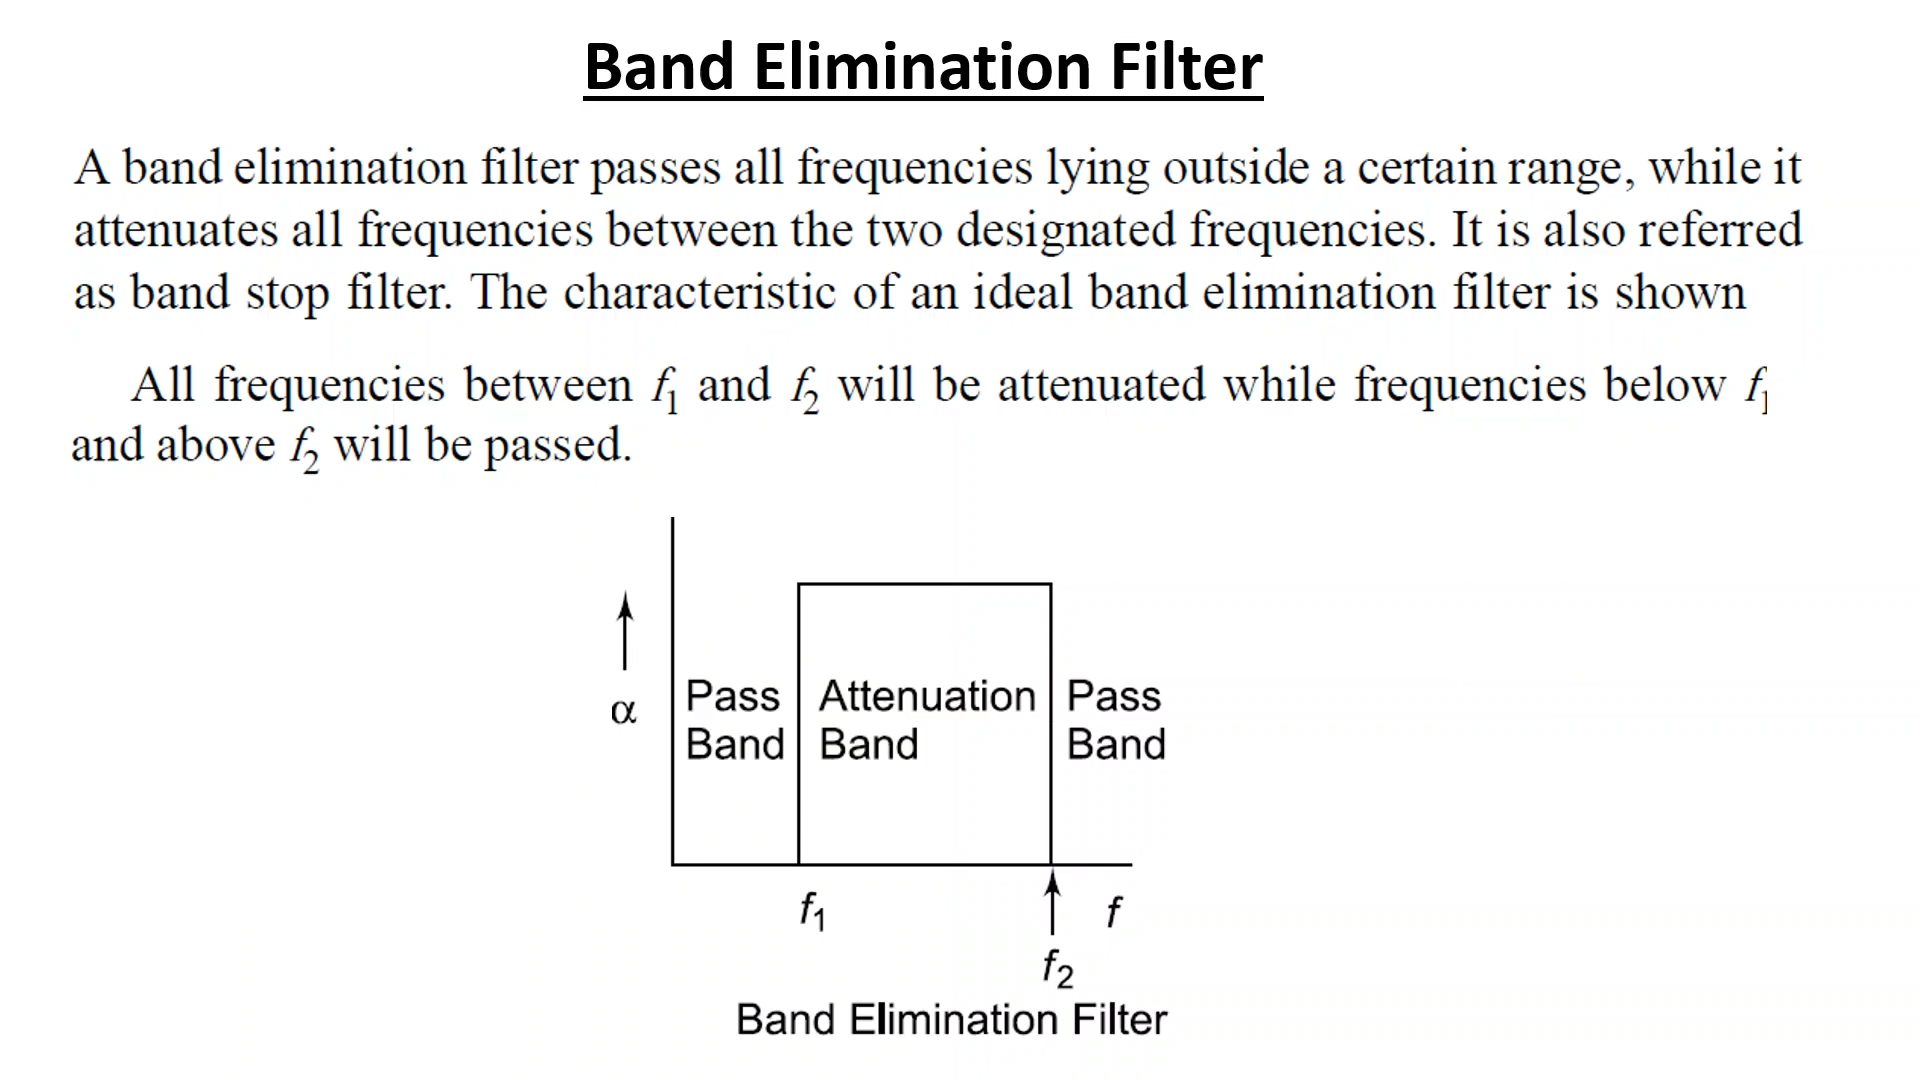 Band Elimination Filter
A band elimination filter passes all frequencies lying outside a certain range, while it
attenuates all frequencies between the two designated frequencies. It is also referred
as band stop filter. The characteristic of an ideal band elimination filter is shown
All frequencies between f₁ and f₂ will be attenuated while frequencies below f₁
and above f₂ will be passed.
α
Pass
Band
Attenuation
Band
Pass
Band
f₁
f
f₂
Band Elimination Filter